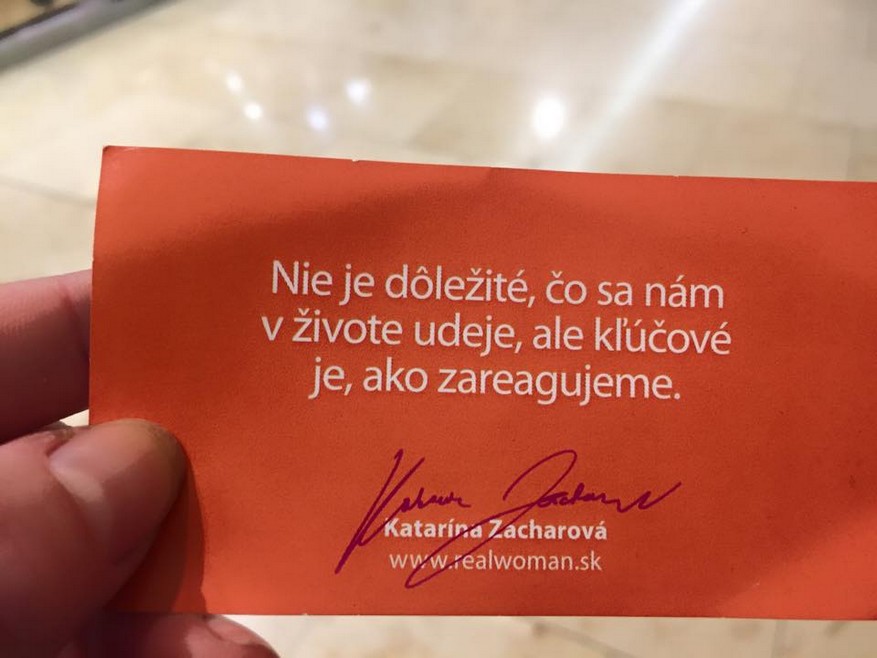 Nie je dôležité, čo sa nám
v živote udeje, ale kľúčové
je, ako zareagujeme.
Katarína Zacharová
www.realwoman.sk